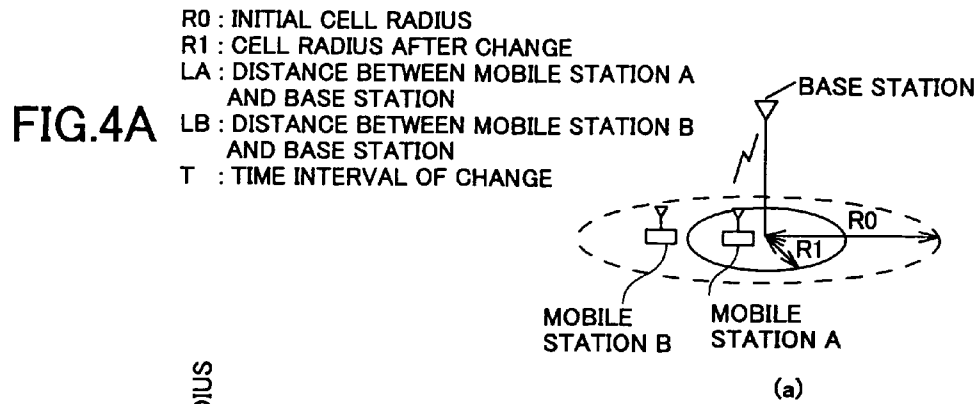 R0 : INITIAL CELL RADIUS
R1 : CELL RADIUS AFTER CHANGE
LA : DISTANCE BETWEEN MOBILE STATION A
AND BASE STATION
LB : DISTANCE BETWEEN MOBILE STATION B
AND BASE STATION
T : TIME INTERVAL OF CHANGE
FIG.4A
BASE STATION
R0
R1
MOBILE
STATION B
MOBILE
STATION A
(a)